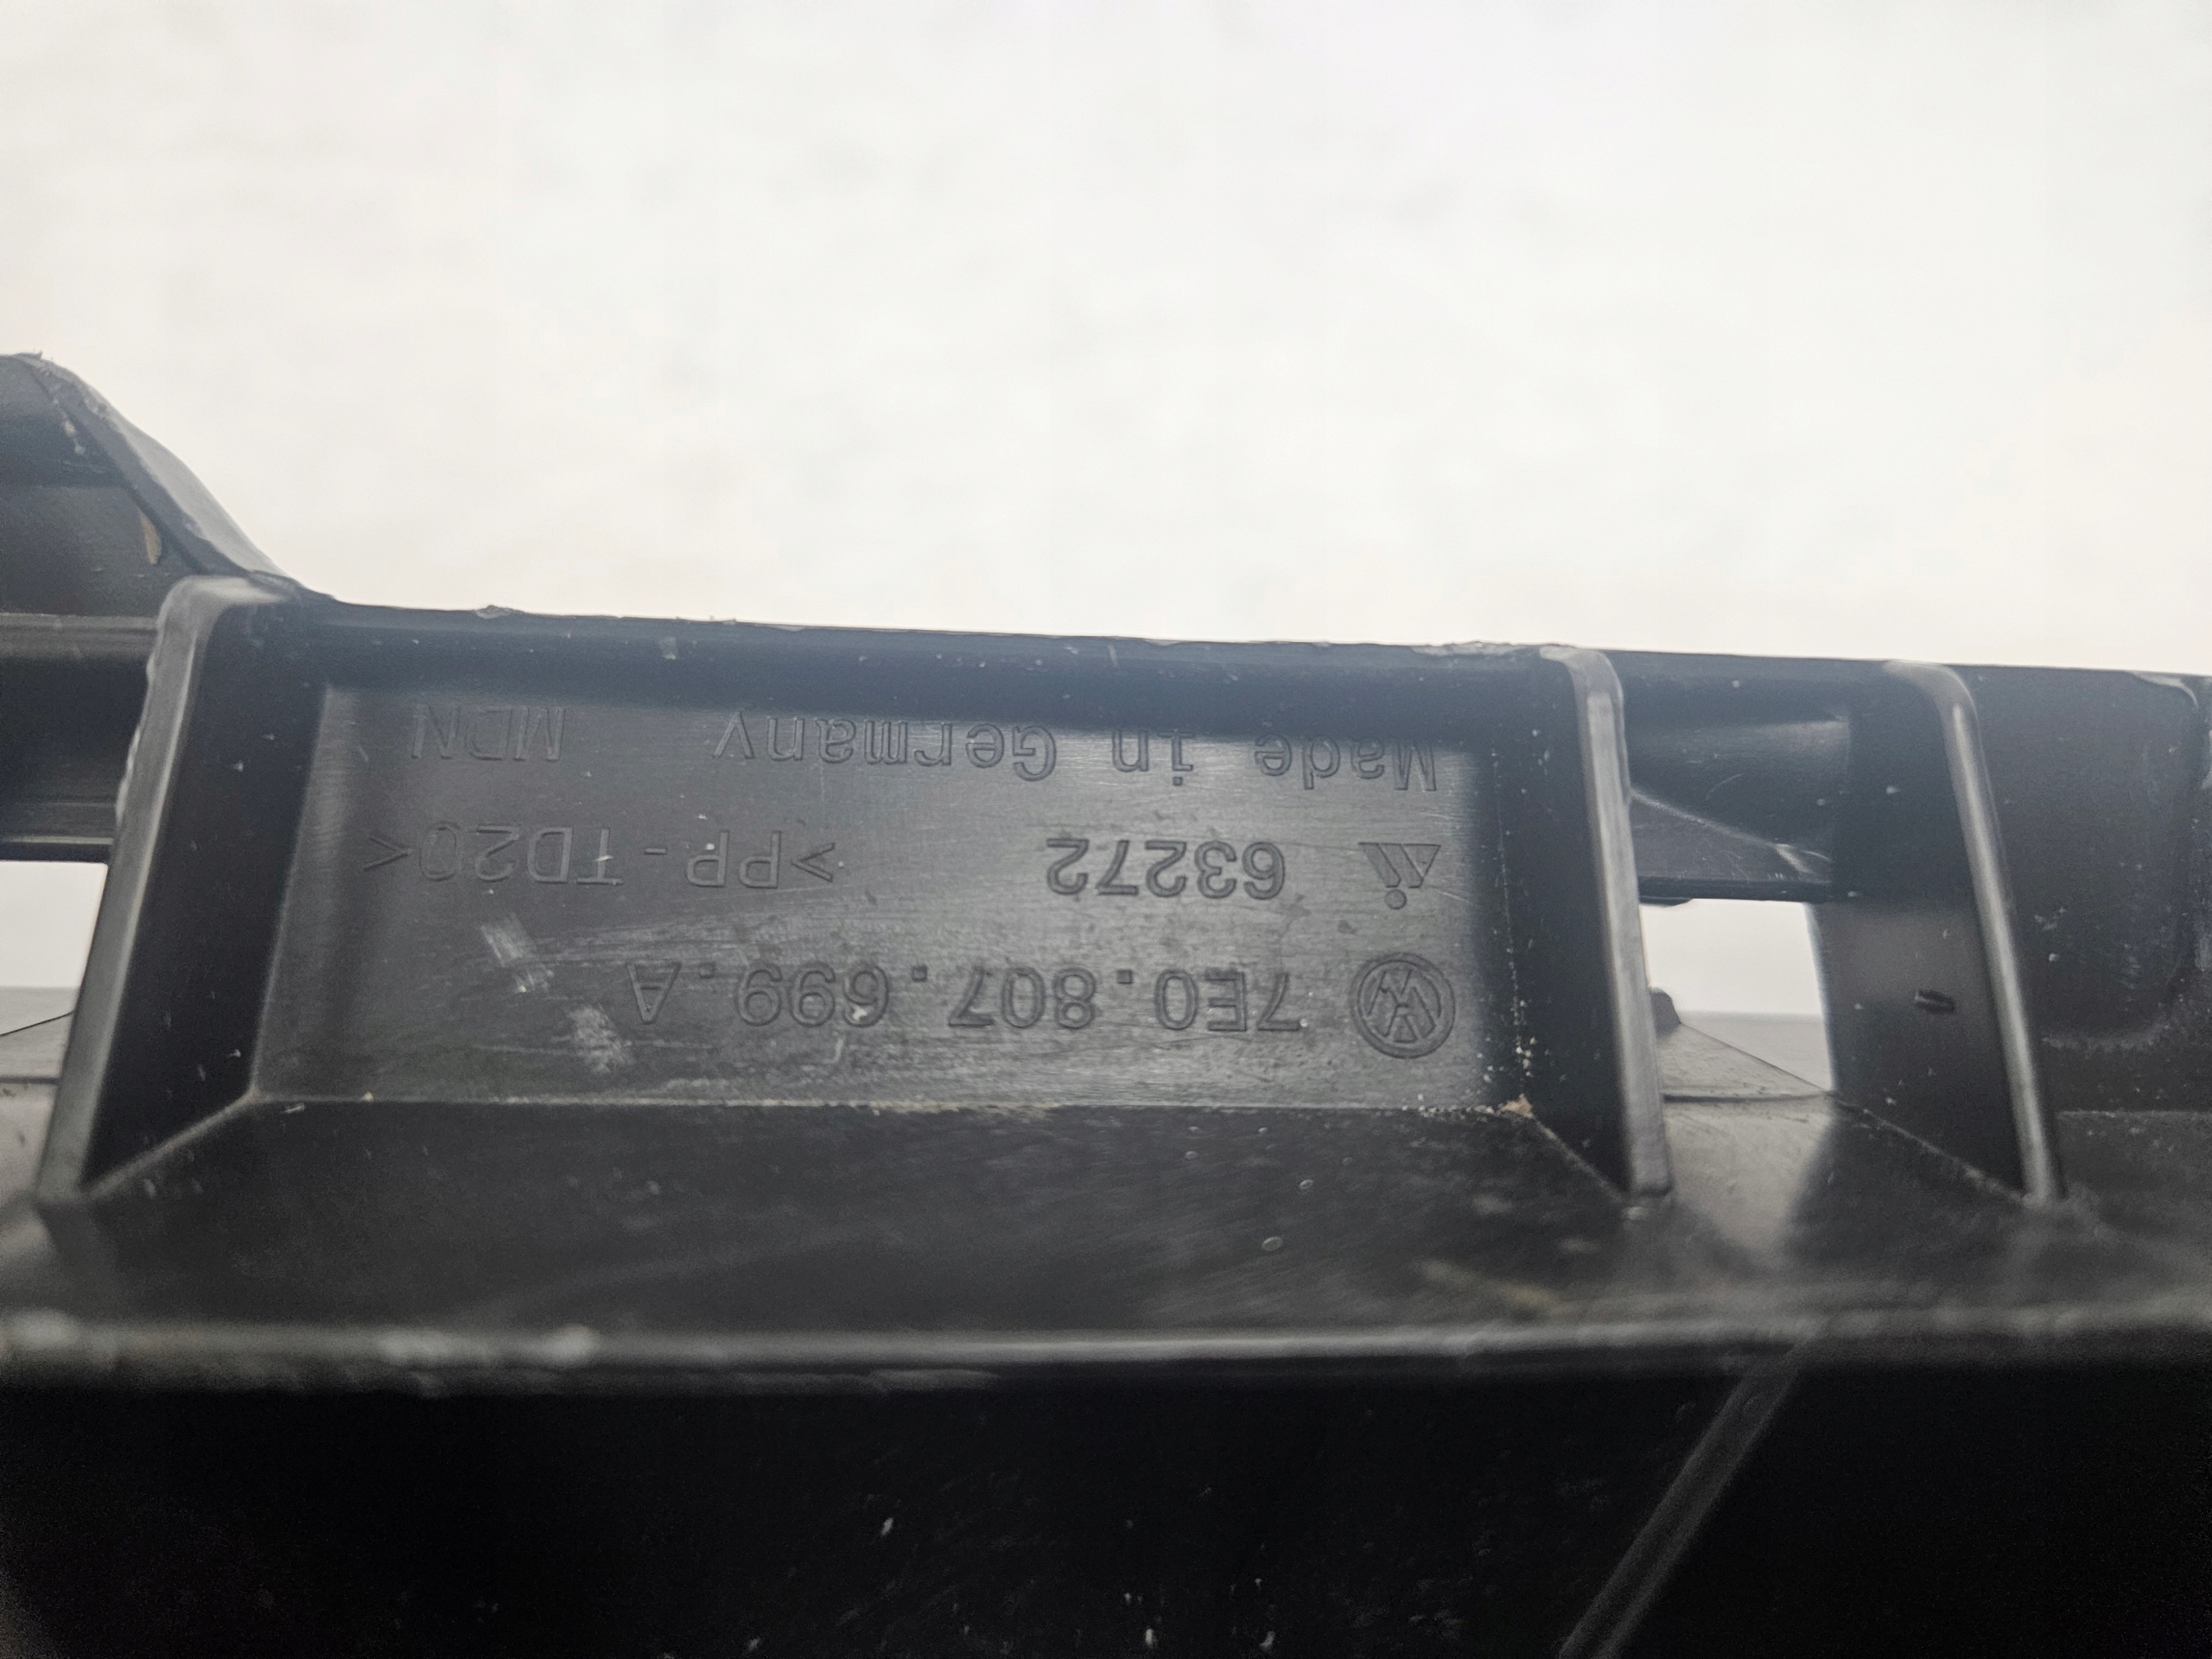 7E0.807.699.A
63272 >PP-TD20<
Made in Germany MDN